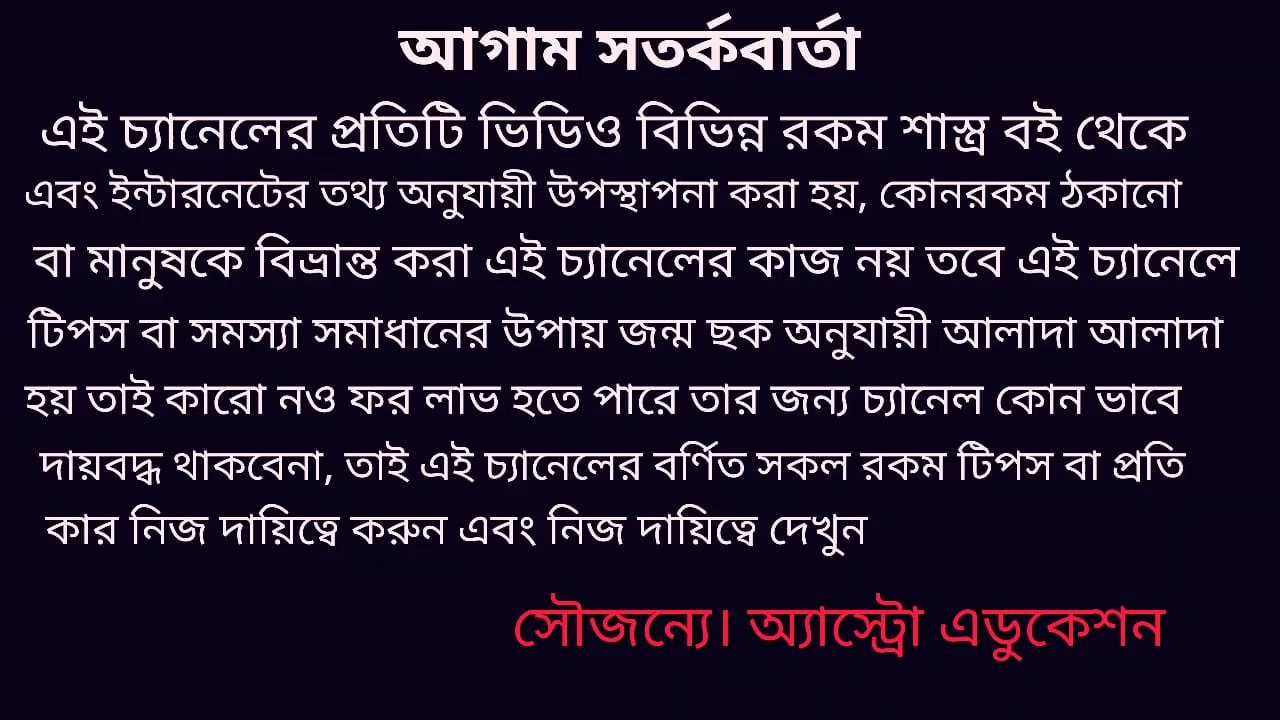 আগাম সতর্কবার্তা
এই চ্যানেলের প্রতিটি ভিডিও বিভিন্ন রকম শাস্ত্র বই থেকে
এবং ইন্টারনেটের তথ্য অনুযায়ী উপস্থাপনা করা হয়, কোনরকম ঠকানো
বা মানুষকে বিভ্রান্ত করা এই চ্যানেলের কাজ নয় তবে এই চ্যানেলে
টিপস বা সমস্যা সমাধানের উপায় জন্ম ছক অনুযায়ী আলাদা আলাদা
হয় তাই কারো নও ফর লাভ হতে পারে তার জন্য চ্যানেল কোন ভাবে
দায়বদ্ধ থাকবেনা, তাই এই চ্যানেলের বর্ণিত সকল রকম টিপস বা প্রতি
কার নিজ দায়িত্বে করুন এবং নিজ দায়িত্বে দেখুন
সৌজন্যে। অ্যাস্ট্রো এডুকেশন